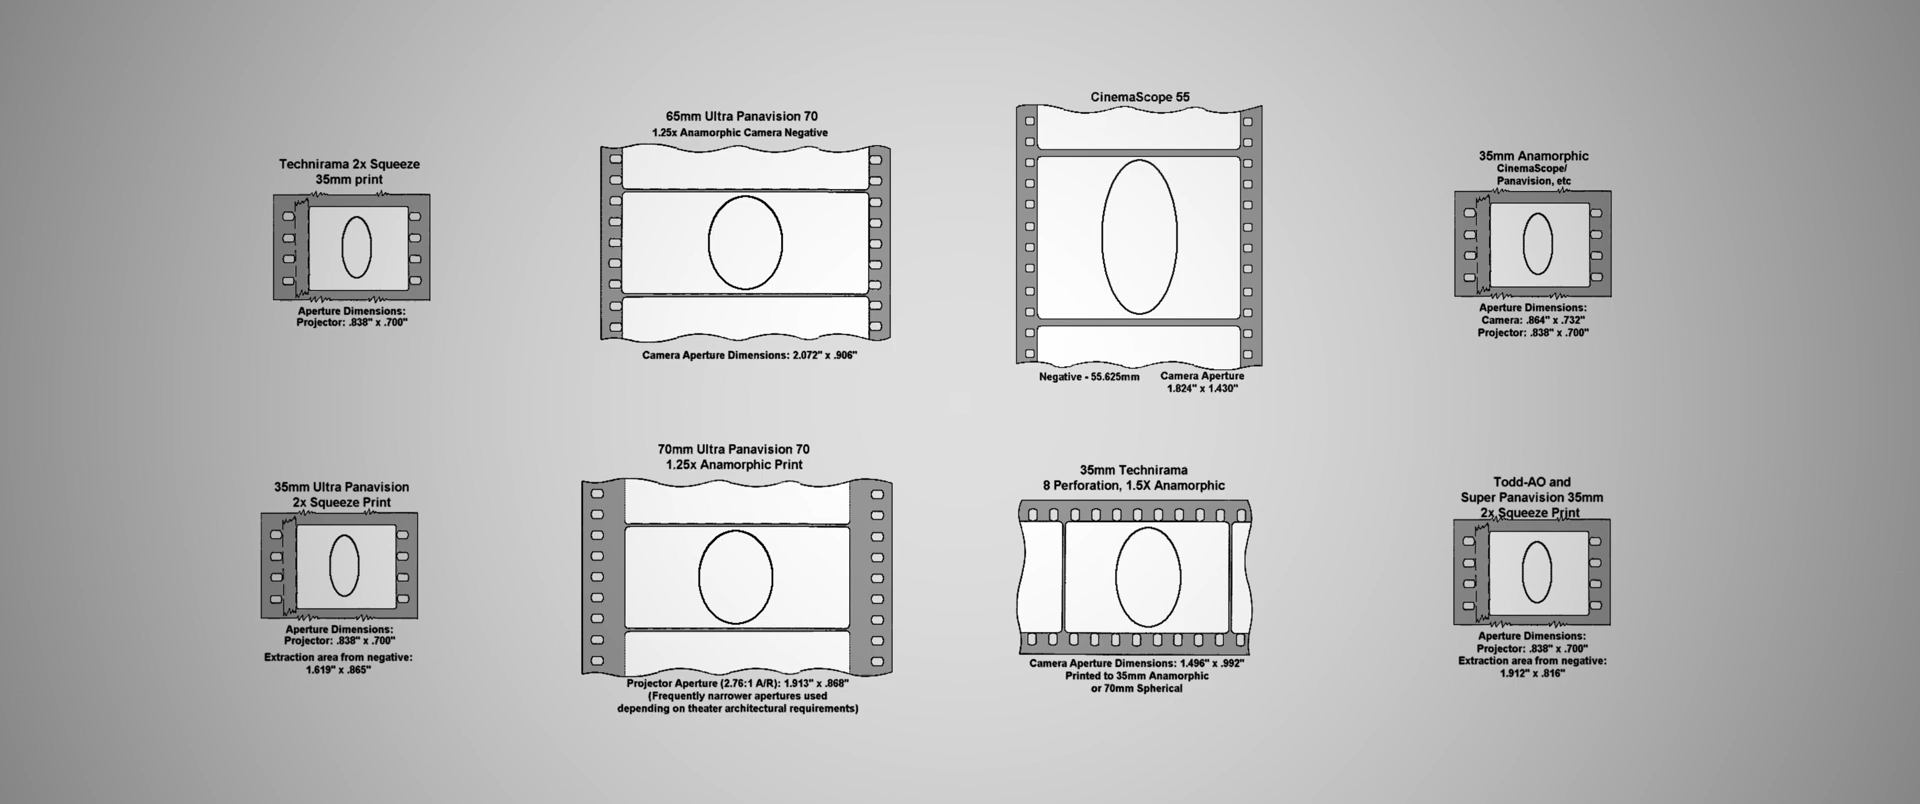 Technirama 2x Squeeze
35mm print
Aperture Dimensions:
Projector: .838" x .700"
65mm Ultra Panavision 70
1.25x Anamorphic Camera Negative
Camera Aperture Dimensions: 2.072" x .906"
CinemaScope 55
Negative - 55.625mm
Camera Aperture
1.824" x 1.430"
35mm Anamorphic
CinemaScope/
Panavision, etc
Aperture Dimensions:
Camera: .864" x .732"
Projector: .838" x .700"
35mm Ultra Panavision
2x Squeeze Print
Aperture Dimensions:
Projector: .838" x .700"
Extraction area from negative:
1.619" x .865"
70mm Ultra Panavision 70
1.25x Anamorphic Print
Projector Aperture (2.76:1 A/R): 1.913" x .868"
(Frequently narrower apertures used
depending on theater architectural requirements)
35mm Technirama
8 Perforation, 1.5X Anamorphic
Camera Aperture Dimensions: 1.496" x .992"
Printed to 35mm Anamorphic
or 70mm Spherical
Todd-AO and
Super Panavision 35mm
2x Squeeze Print
Aperture Dimensions:
Projector: .838" x .700"
Extraction area from negative:
1.912" x .816"